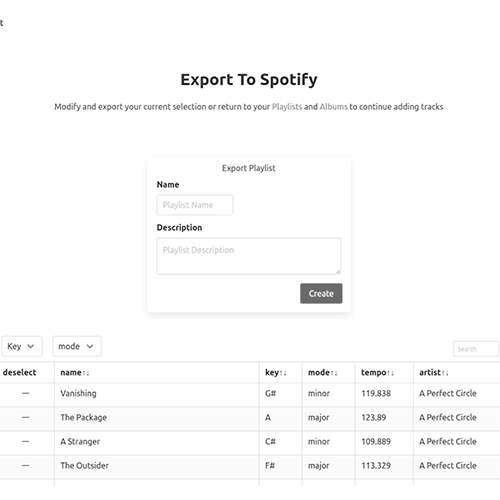 t
Export To Spotify
Modify and export your current selection or return to your Playlists and Albums to continue adding tracks
Export Playlist
Name
Playlist Name
Description
Playlist Description
Create
Key mode Search
deselect name↑↓ key↑↓ mode↑↓ tempo↑↓ artist↑↓
— Vanishing G# minor 119.838 A Perfect Circle
— The Package A major 123.89 A Perfect Circle
— A Stranger C# minor 109.889 A Perfect Circle
— The Outsider F# major 113.329 A Perfect Circle